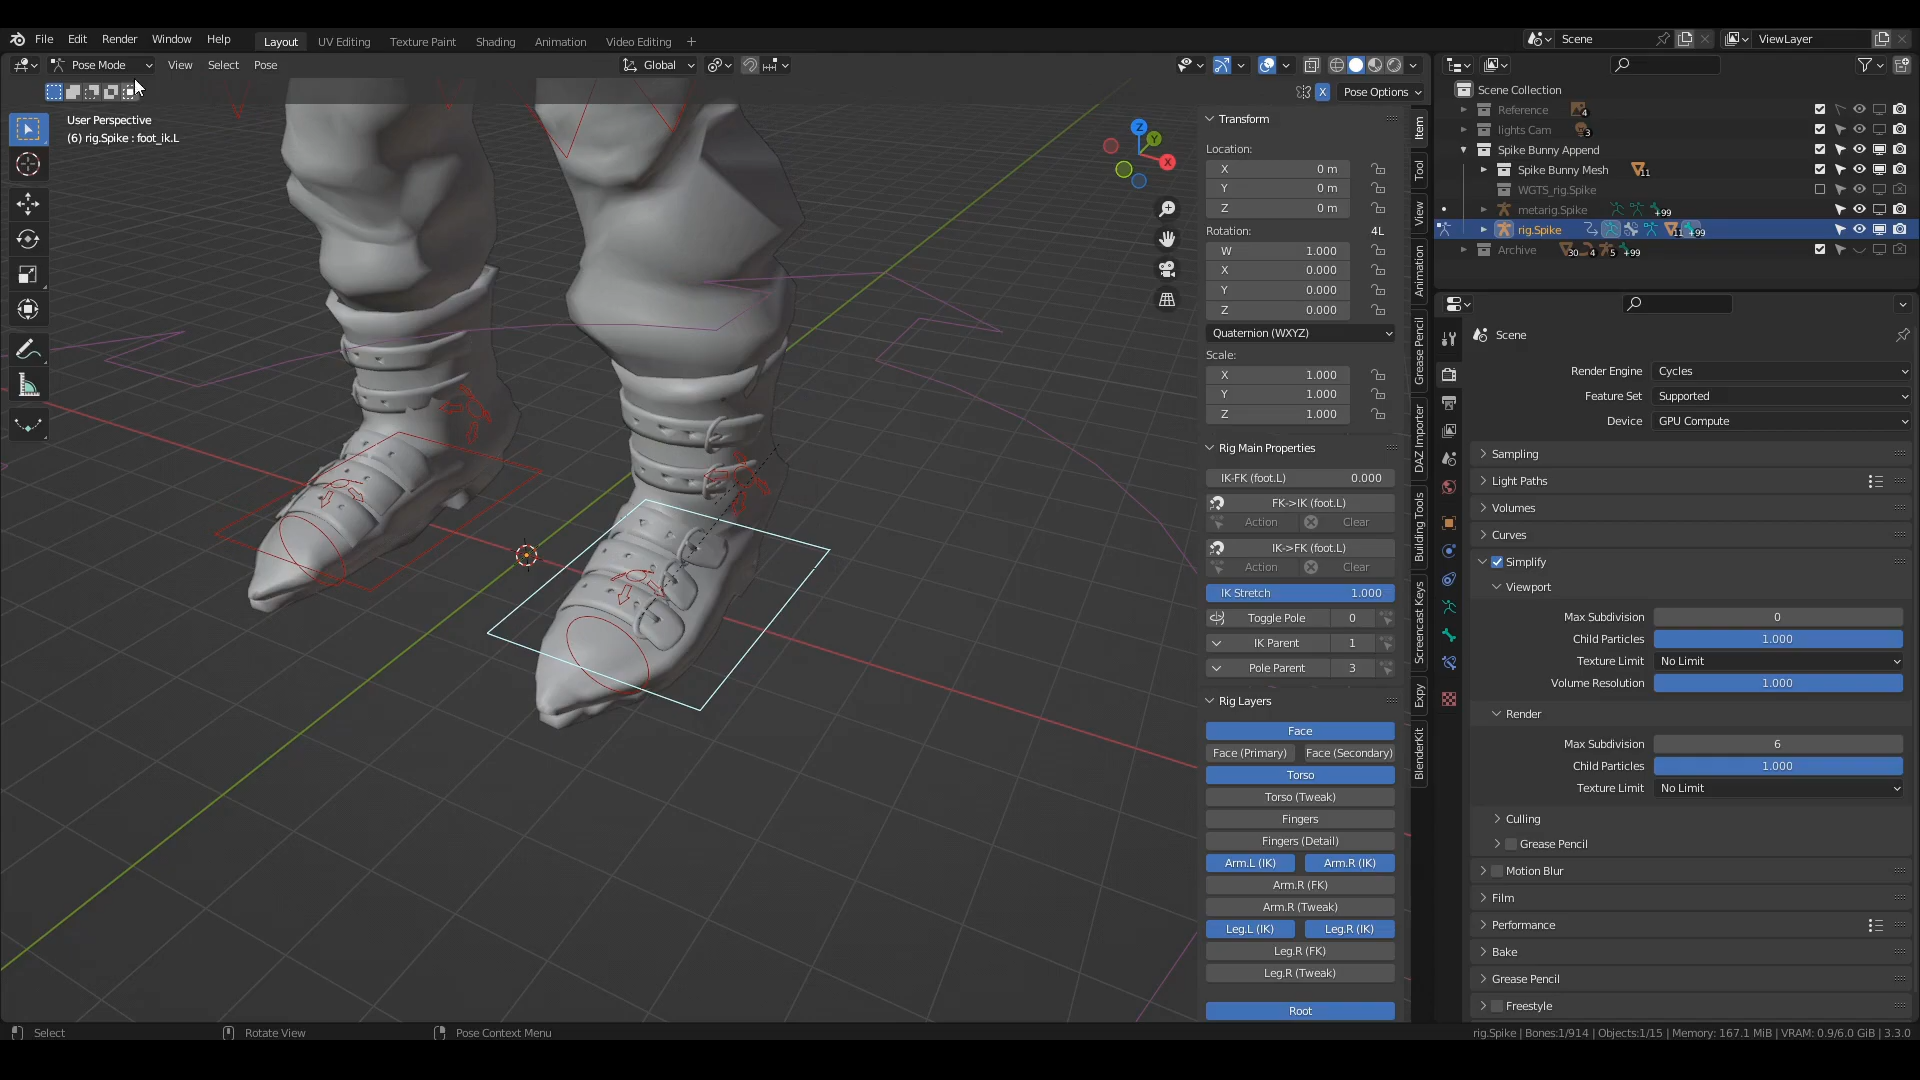 File Edit Render Window Help Layout UV Editing Texture Paint Shading Animation Video Editing + Scene ViewLayer
Pose Mode View Select Pose Global
X Pose Options
User Perspective
(6) rig.Spike : foot_ik.L
Z Y X
Transform
Location:
X 0 m
Y 0 m
Z 0 m
Rotation: 4L
W 1.000
X 0.000
Y 0.000
Z 0.000
Quaternion (WXYZ)
Scale:
X 1.000
Y 1.000
Z 1.000
Rig Main Properties
IK-FK (foot.L) 0.000
FK->IK (foot.L)
Action Clear
IK->FK (foot.L)
Action Clear
IK Stretch 1.000
Toggle Pole 0
IK Parent 1
Pole Parent 3
Rig Layers
Face
Face (Primary) Face (Secondary)
Torso
Torso (Tweak)
Fingers
Fingers (Detail)
Arm.L (IK) Arm.R (IK)
Arm.R (FK)
Arm.R (Tweak)
Leg.L (IK) Leg.R (IK)
Leg.R (FK)
Leg.R (Tweak)
Root
Item
Tool
View
Animation
Grease Pencil
DAZ Importer
Building Tools
Screencast Keys
Expy
BlenderKit
Scene Collection
Reference 4
lights Cam 3
Spike Bunny Append
Spike Bunny Mesh 11
WGTS_rig.Spike
metarig.Spike +99
rig.Spike 11 +99
Archive 30 4 5 +99
Scene
Render Engine Cycles
Feature Set Supported
Device GPU Compute
Sampling
Light Paths
Volumes
Curves
Simplify
Viewport
Max Subdivision 0
Child Particles 1.000
Texture Limit No Limit
Volume Resolution 1.000
Render
Max Subdivision 6
Child Particles 1.000
Texture Limit No Limit
Culling
Grease Pencil
Motion Blur
Film
Performance
Bake
Grease Pencil
Freestyle
Select Rotate View Pose Context Menu rig.Spike | Bones:1/914 | Objects:1/15 | Memory: 167.1 MiB | VRAM: 0.9/6.0 GiB | 3.3.0